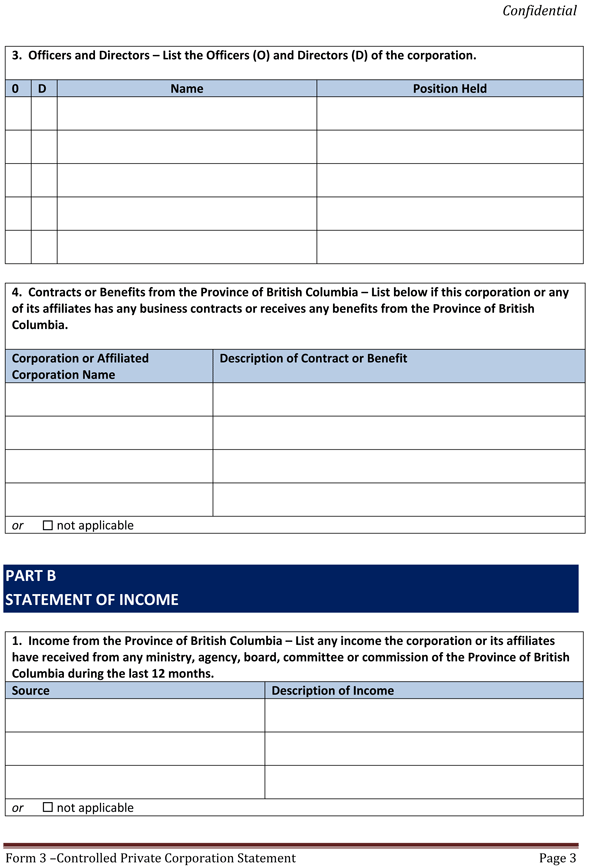 Confidential
3. Officers and Directors – List the Officers (O) and Directors (D) of the corporation.
0 D Name Position Held
4. Contracts or Benefits from the Province of British Columbia – List below if this corporation or any
of its affiliates has any business contracts or receives any benefits from the Province of British
Columbia.
Corporation or Affiliated Description of Contract or Benefit
Corporation Name
or ☐ not applicable
PART B
STATEMENT OF INCOME
1. Income from the Province of British Columbia – List any income the corporation or its affiliates
have received from any ministry, agency, board, committee or commission of the Province of British
Columbia during the last 12 months.
Source Description of Income
or ☐ not applicable
Form 3 –Controlled Private Corporation Statement Page 3